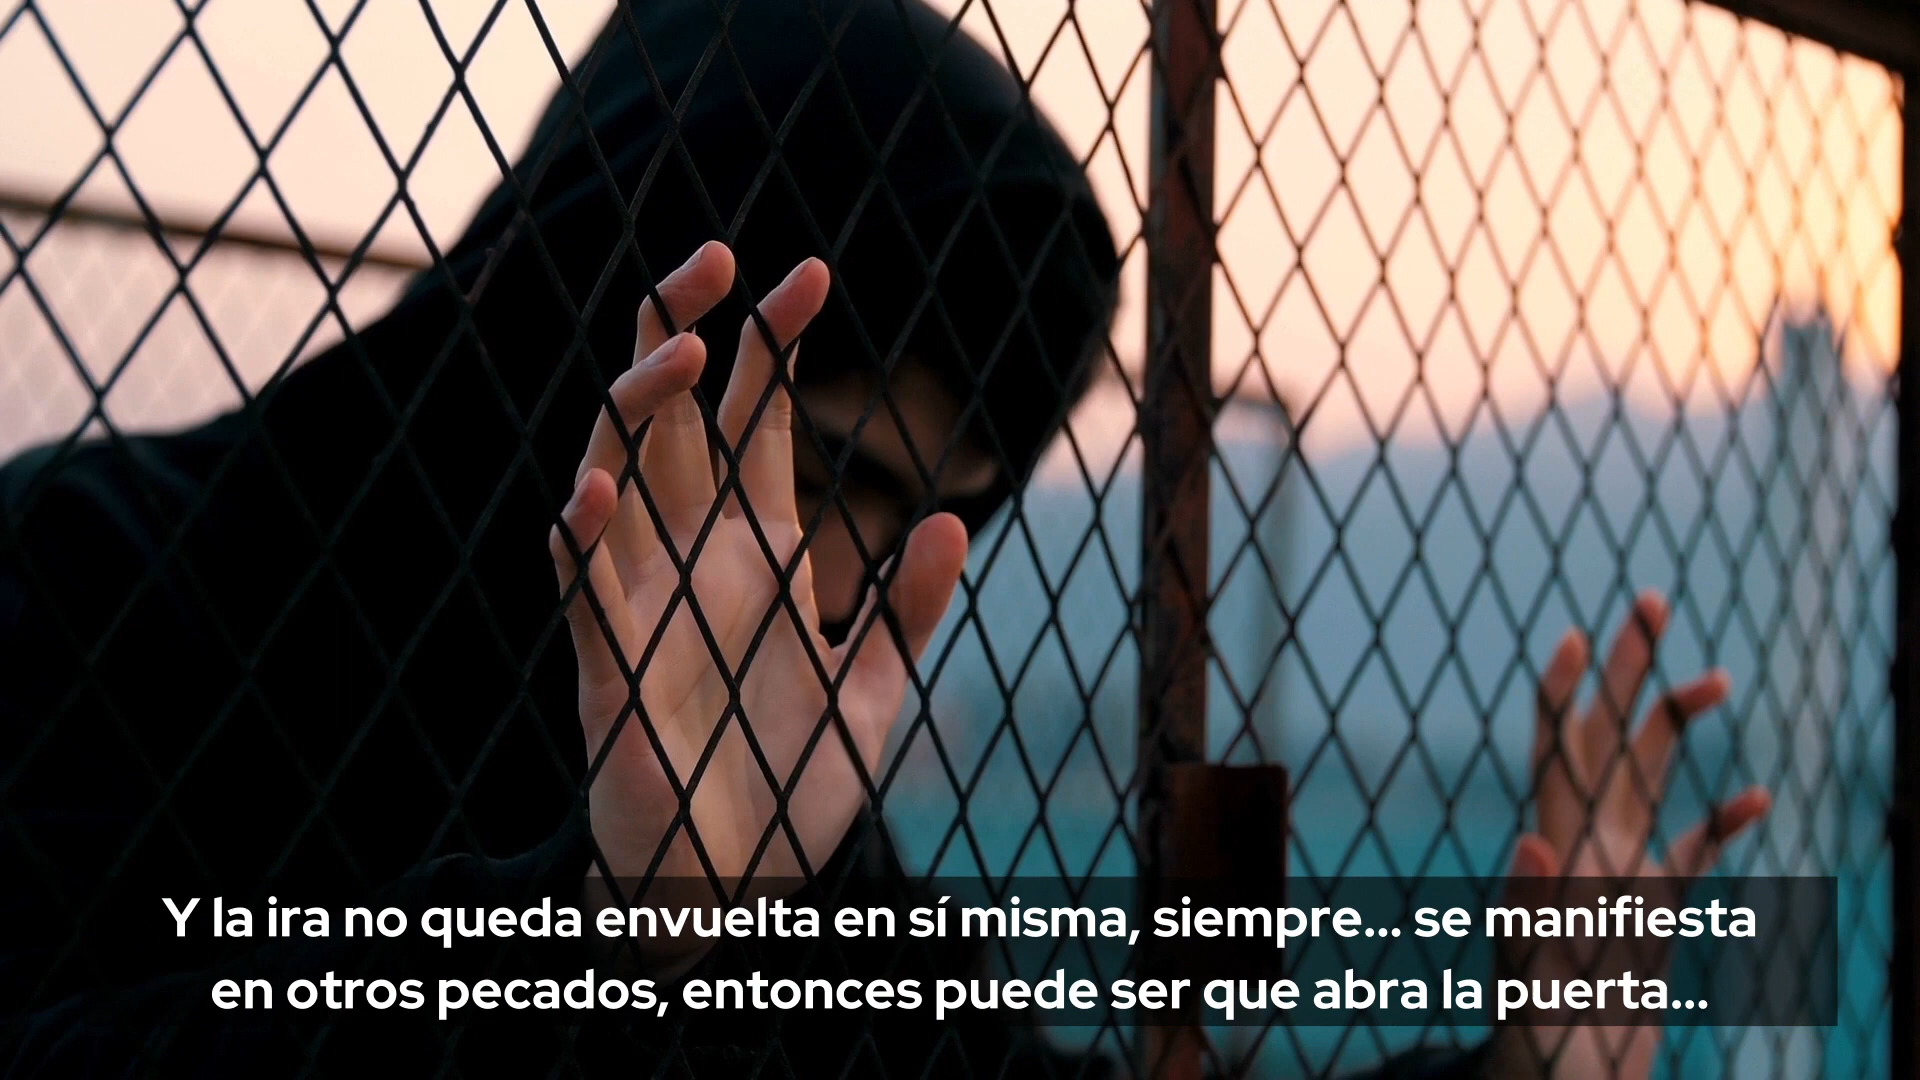 Y la ira no queda envuelta en sí misma, siempre... se manifiesta
en otros pecados, entonces puede ser que abra la puerta...